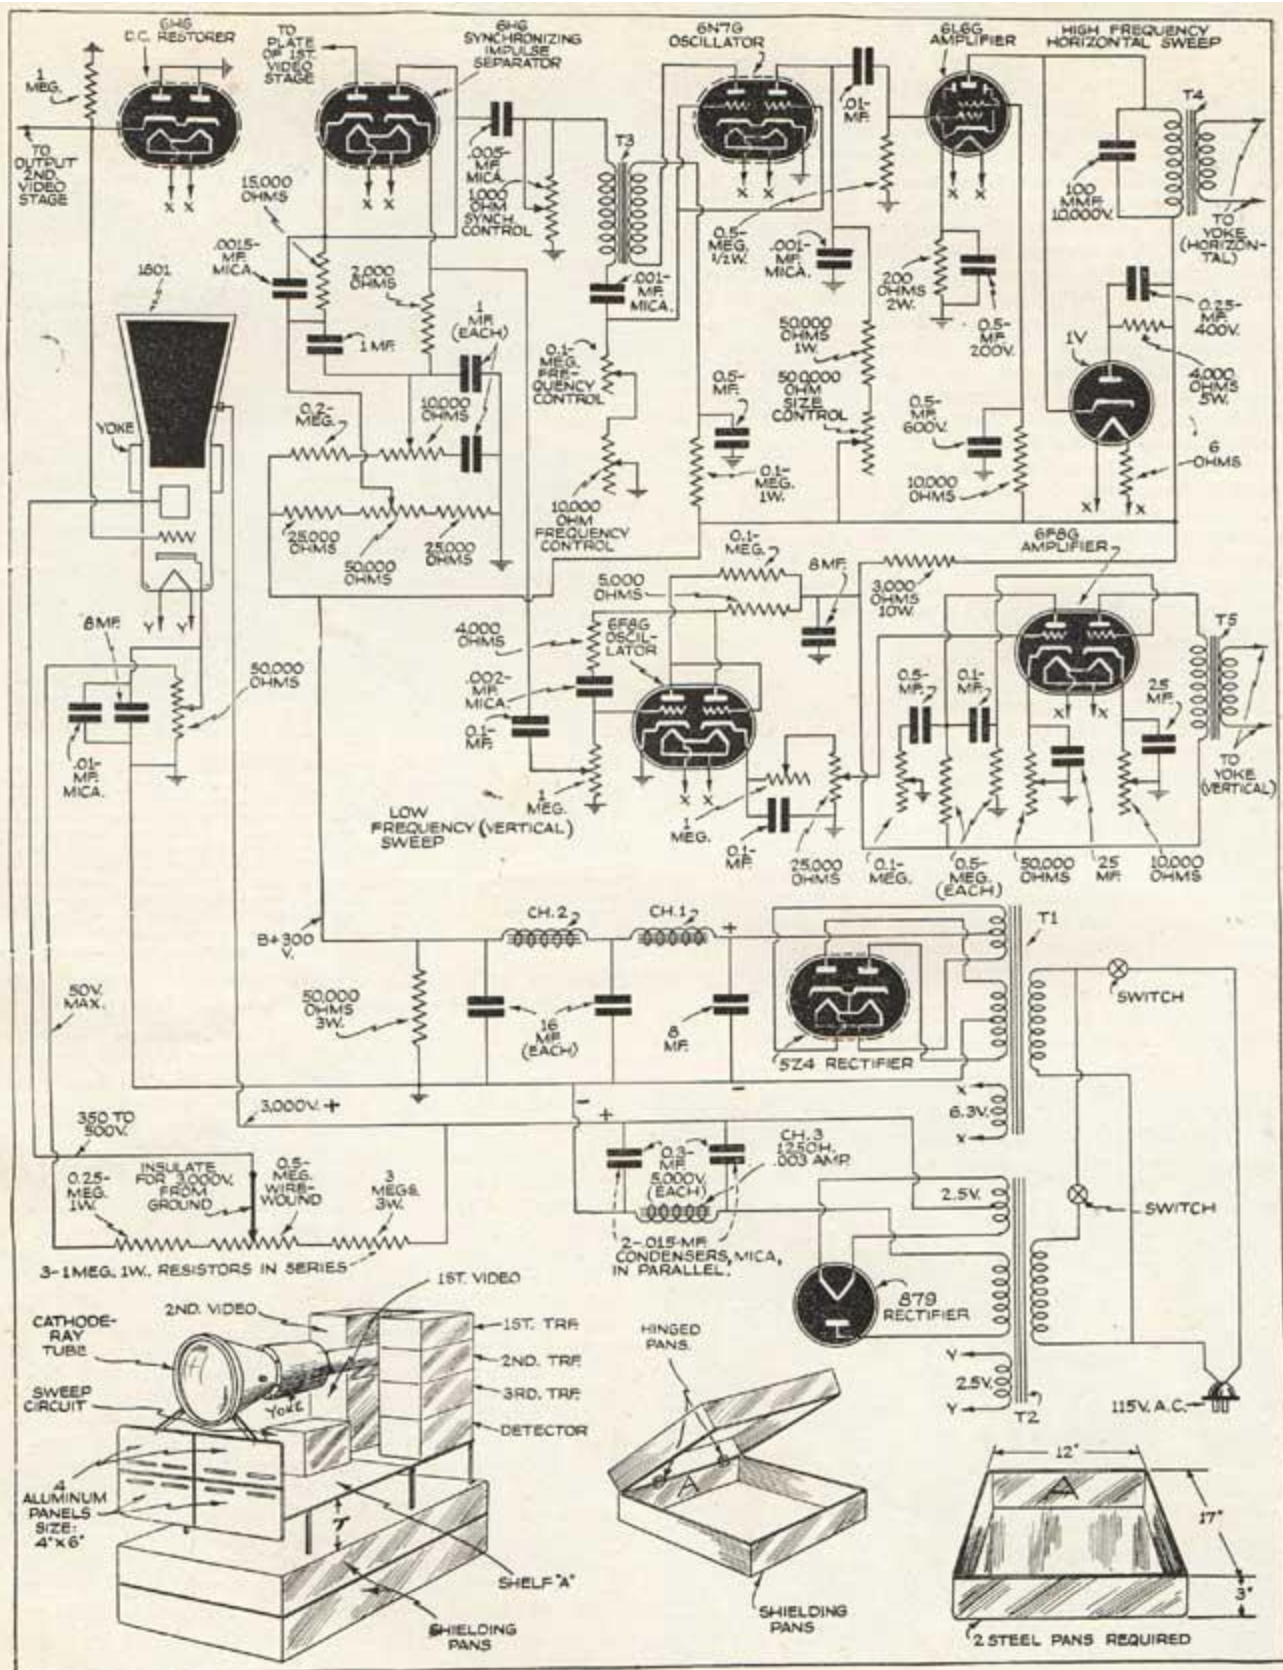 6H6
D.C. RESTORER
TO
PLATE
OF 1ST.
VIDEO
STAGE
6H6
SYNCHRONIZING
IMPULSE
SEPARATOR
6N7G
OSCILLATOR
6L6G
AMPLIFIER
HIGH FREQUENCY
HORIZONTAL SWEEP
1
MEG.
TO
OUTPUT
2ND.
VIDEO
STAGE
X X
15,000
OHMS
X X
.005-
MF.
MICA.
1,000
OHM
SYNCH.
CONTROL
T3
X X
.01-
MF.
X X
100
MMF.
10,000V.
T4
TO
YOKE
(HORIZON-
TAL)
1801
.0015-
MF.
MICA.
2,000
OHMS
1
MF.
(EACH)
1 MF.
.001-
MF.
MICA.
0.5-
MEG.
1/2W.
.001-
MF.
MICA.
200
OHMS
2W.
0.5-
MF.
200V.
0.25-
MF.
400V.
1V
4,000
OHMS
5W.
0.1-
MEG.
FRE-
QUENCY
CONTROL
50,000
OHMS
1W.
500,000
OHM
SIZE
CONTROL
0.5-
MF.
0.5-
MF.
600V.
6
OHMS
X X
YOKE
0.2-
MEG.
10,000
OHMS
0.1-
MEG.
1W.
10,000
OHMS
10,000
OHM
FREQUENCY
CONTROL
25,000
OHMS
50,000
OHMS
25,000
OHMS
0.1-
MEG.
8 MF.
3,000
OHMS
10W.
6F8G
AMPLIFIER
5,000
OHMS
Y Y
8 MF.
4,000
OHMS
6F8G
OSCIL-
LATOR
T5
50,000
OHMS
.002-
MF.
MICA.
0.1-
MF.
0.5-
MF.
0.1-
MF.
X X
25
MF.
.01-
MF.
MICA.
1
MEG.
X X
TO
YOKE
(VERTICAL)
LOW
FREQUENCY (VERTICAL)
SWEEP
1
MEG.
0.1-
MF.
25,000
OHMS
0.1-
MEG.
0.5-
MEG.
(EACH)
50,000
OHMS
25
MF.
10,000
OHMS
B+300
V.
CH. 2
CH. 1
+
T1
50V.
MAX.
50,000
OHMS
3W.
16
MF.
(EACH)
8
MF.
5Z4 RECTIFIER
SWITCH
-
-
X
6.3V.
X
3,000V. +
+
350 TO
500V.
0.25-
MEG.
1W.
INSULATE
FOR 3,000V.
FROM
GROUND
0.5-
MEG.
WIRE-
WOUND
3
MEGS.
3W.
0.3-
MF.
5,000V.
(EACH)
CH. 3
1250H.
.003 AMP.
2.5V.
SWITCH
3-1 MEG. 1W. RESISTORS IN SERIES
2-.015-MF.
CONDENSERS, MICA,
IN PARALLEL.
879
RECTIFIER
Y
2.5V.
Y
T2
115V. A.C.
CATHODE-
RAY
TUBE
2ND. VIDEO
1ST. VIDEO
1ST. TRF.
2ND. TRF.
3RD. TRF.
DETECTOR
SWEEP
CIRCUIT
YOKE
4
ALUMINUM
PANELS
SIZE:
4"X6"
7"
SHELF "A"
SHIELDING
PANS
HINGED
PANS.
A
SHIELDING
PANS
12"
A
17"
3"
2 STEEL PANS REQUIRED